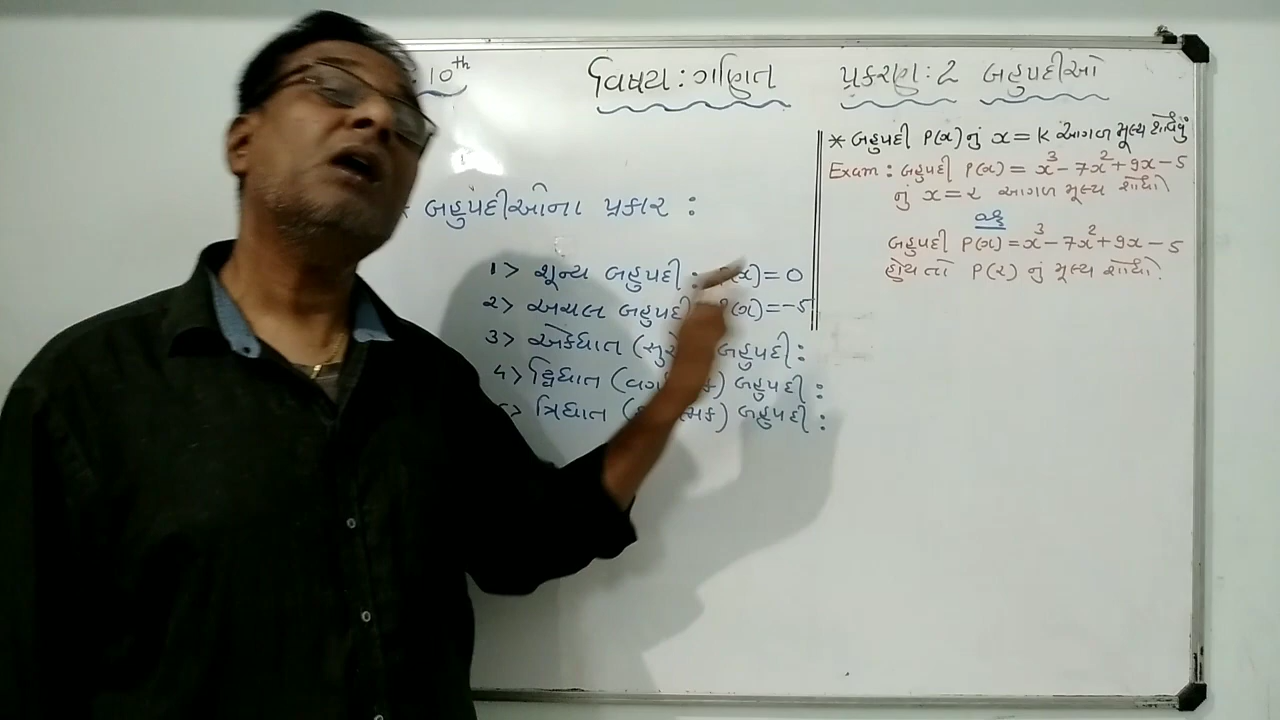 : 10th
વિષય : ગણિત
પ્રકરણ : 2 બહુપદીઓ
* બહુપદીઓના પ્રકાર :
1> શૂન્ય બહુપદી : P(x) = 0
2> અચલ બહુપદી P(x) = -5
3> એકઘાત બહુપદી :
4> દ્વિઘાત બહુપદી :
ત્રિઘાત બહુપદી :
* બહુપદી P(x) નું x = k આગળ મૂલ્ય શોધવું
Exam : બહુપદી P(x) = x³ - 7x² + 9x - 5
નું x = 2 આગળ મૂલ્ય શોધો
બહુપદી P(x) = x³ - 7x² + 9x - 5
હોય તો P(2) નું મૂલ્ય શોધો.